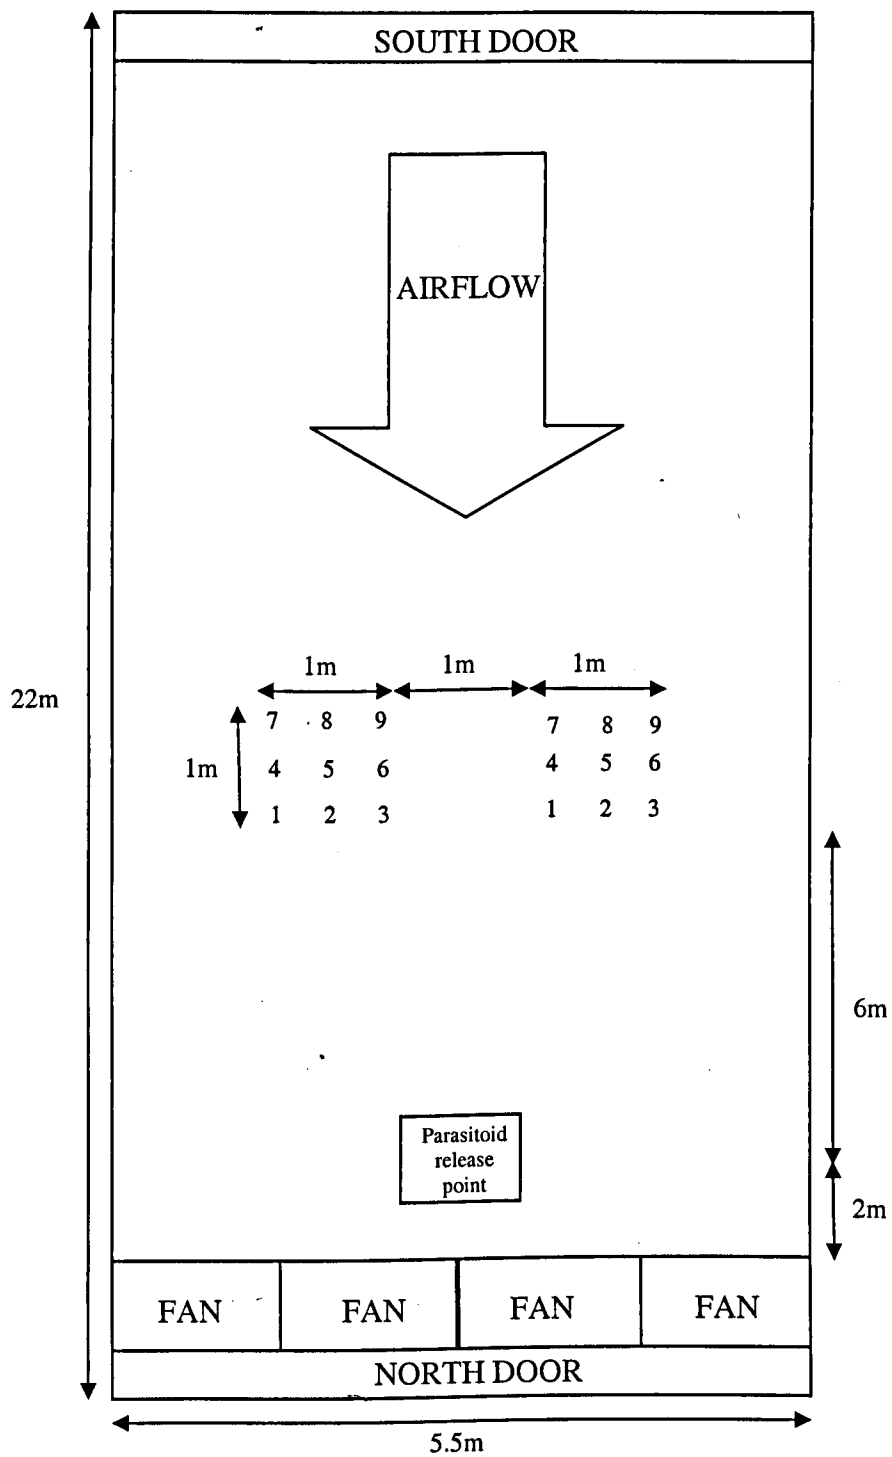 SOUTH DOOR
AIRFLOW
1m 1m 1m
22m
7 8 9 7 8 9
1m 4 5 6 4 5 6
1 2 3 1 2 3
6m
Parasitoid
release
point
2m
FAN FAN FAN FAN
NORTH DOOR
5.5m